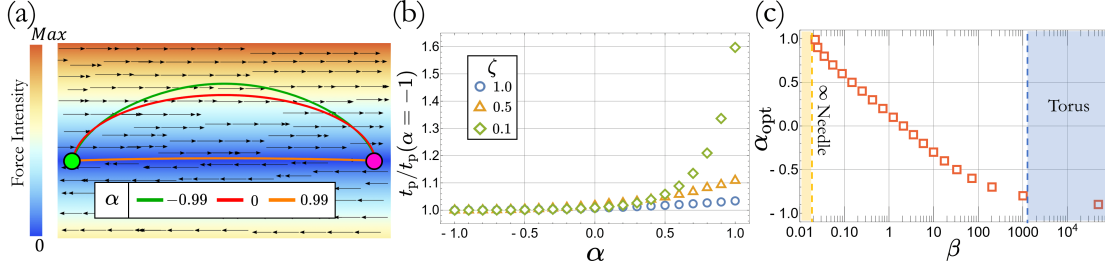 (a)
Max
Force Intensity
0
α −0.99 0 0.99
(b)
t_p/t_p(α=−1)
1.6
1.5
1.4
1.3
1.2
1.1
1.0
ζ
1.0
0.5
0.1
-1.0 -0.5 0.0 0.5 1.0
α
(c)
α_opt
1.0
0.5
0.0
-0.5
-1.0
∞ Needle
Torus
0.01 0.10 1 10 100 1000 10⁴
β